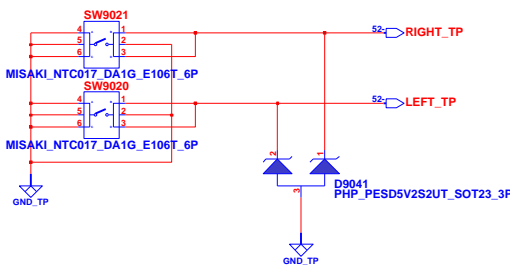 SW9021
4 1
5 2
6 3
52-
RIGHT_TP
MISAKI_NTC017_DA1G_E106T_6P
SW9020
4 1
5 2
6 3
52-
LEFT_TP
MISAKI_NTC017_DA1G_E106T_6P
2 1
D9041
PHP_PESD5V2S2UT_SOT23_3P
3
GND_TP
GND_TP